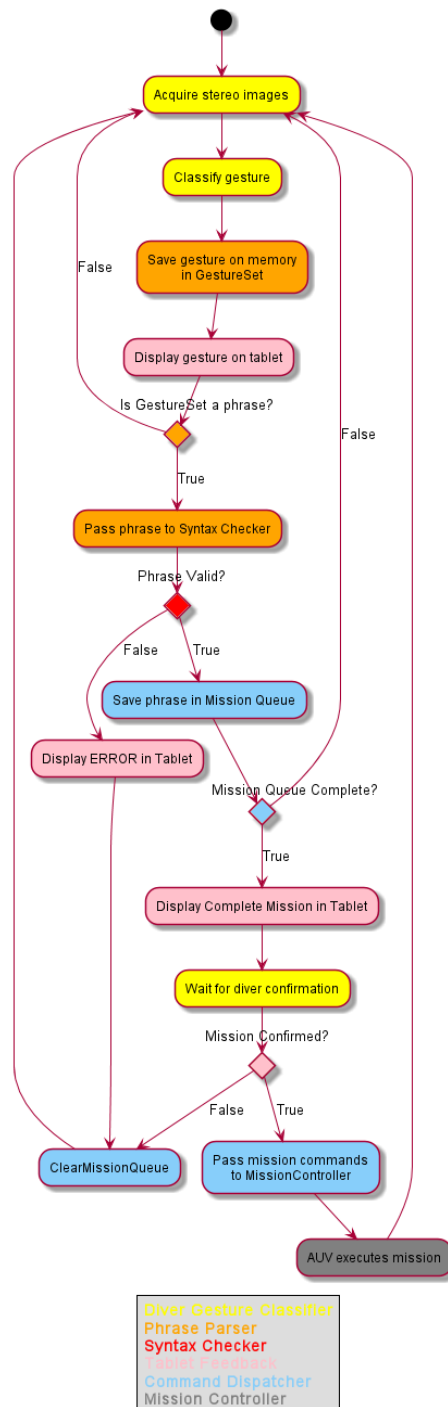 Acquire stereo images
Classify gesture
False
Save gesture on memory
in GestureSet
Display gesture on tablet
Is GestureSet a phrase?
False
True
Pass phrase to Syntax Checker
Phrase Valid?
False
True
Save phrase in Mission Queue
Display ERROR in Tablet
Mission Queue Complete?
True
Display Complete Mission in Tablet
Wait for diver confirmation
Mission Confirmed?
False
True
ClearMissionQueue
Pass mission commands
to MissionController
AUV executes mission
Diver Gesture Classifier
Phrase Parser
Syntax Checker
Tablet Feedback
Command Dispatcher
Mission Controller